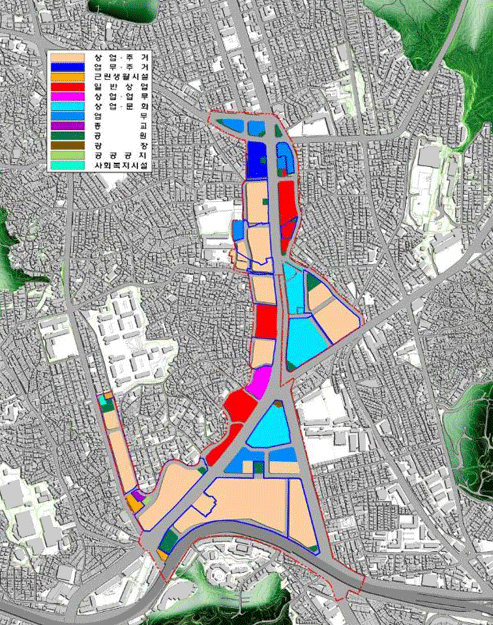 상 업 · 주 거
업 무 · 주 거
근린생활시설
일 반 상 업
상 업 · 업 무
상 업 · 문 화
업 무
종 교
공 원
광 장
공 공 공 지
사회복지시설